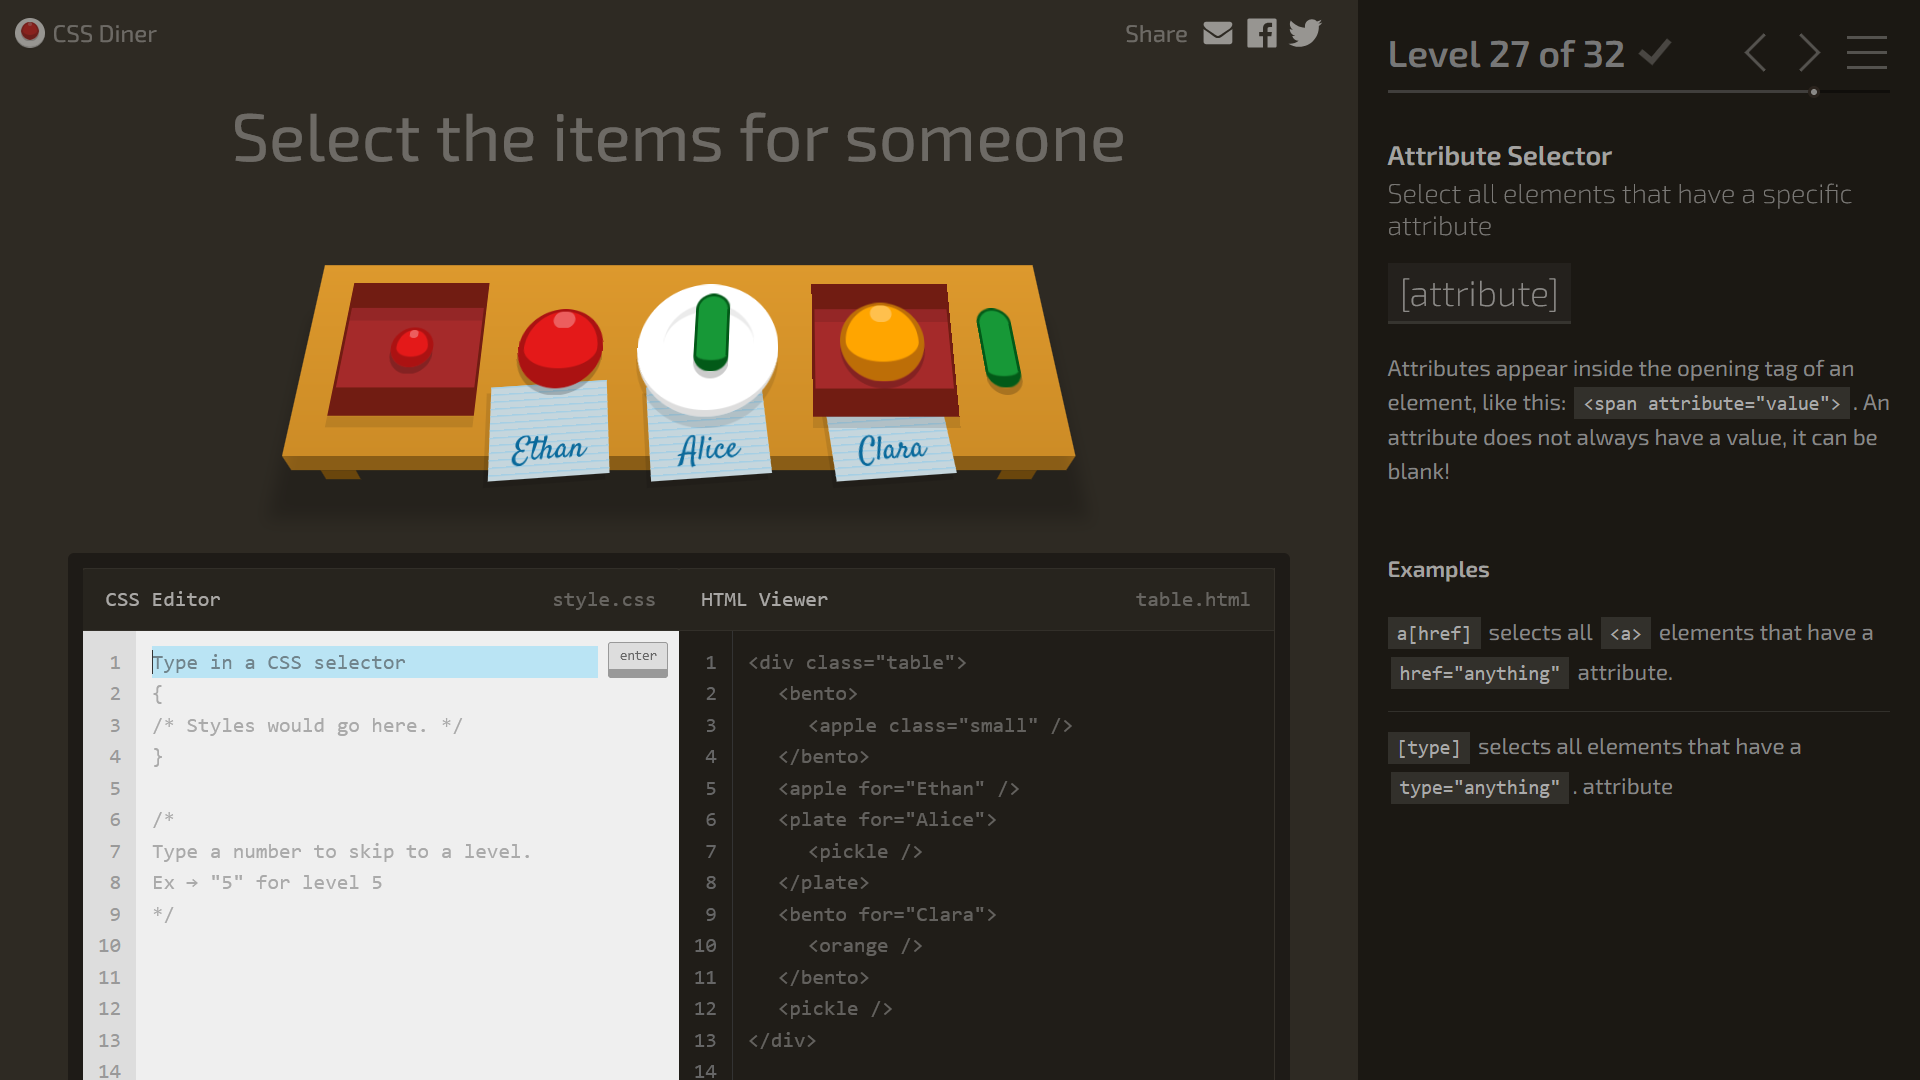 CSS Diner
Share
Select the items for someone
Ethan
Alice
Clara
CSS Editor
style.css
1 Type in a CSS selector
enter
2 {
3 /* Styles would go here. */
4 }
5
6 /*
7 Type a number to skip to a level.
8 Ex → "5" for level 5
9 */
10
11
12
13
14
HTML Viewer
table.html
1 <div class="table">
2 <bento>
3 <apple class="small" />
4 </bento>
5 <apple for="Ethan" />
6 <plate for="Alice">
7 <pickle />
8 </plate>
9 <bento for="Clara">
10 <orange />
11 </bento>
12 <pickle />
13 </div>
14
Level 27 of 32
Attribute Selector
Select all elements that have a specific
attribute
[attribute]
Attributes appear inside the opening tag of an
element, like this: <span attribute="value">. An
attribute does not always have a value, it can be
blank!
Examples
a[href] selects all <a> elements that have a
href="anything" attribute.
[type] selects all elements that have a
type="anything". attribute